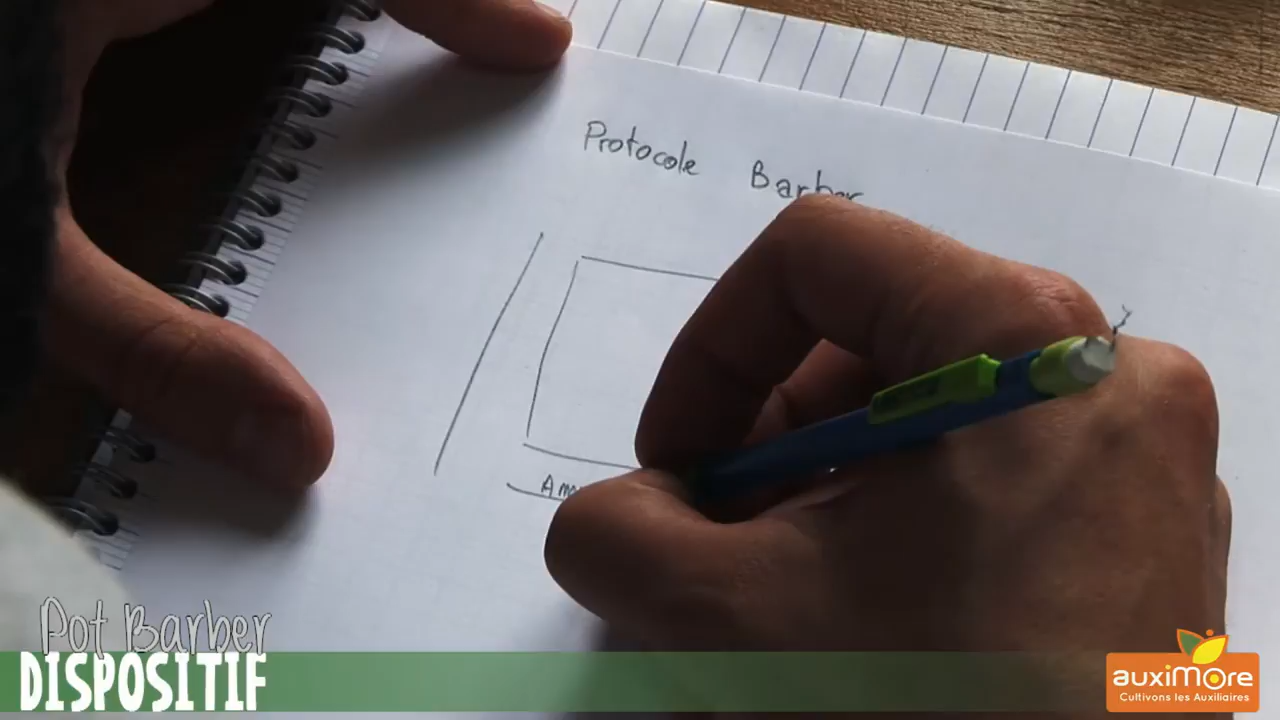 Protocole Barber
Pot Barber
DISPOSITIF
auximore
Cultivons les Auxiliaires